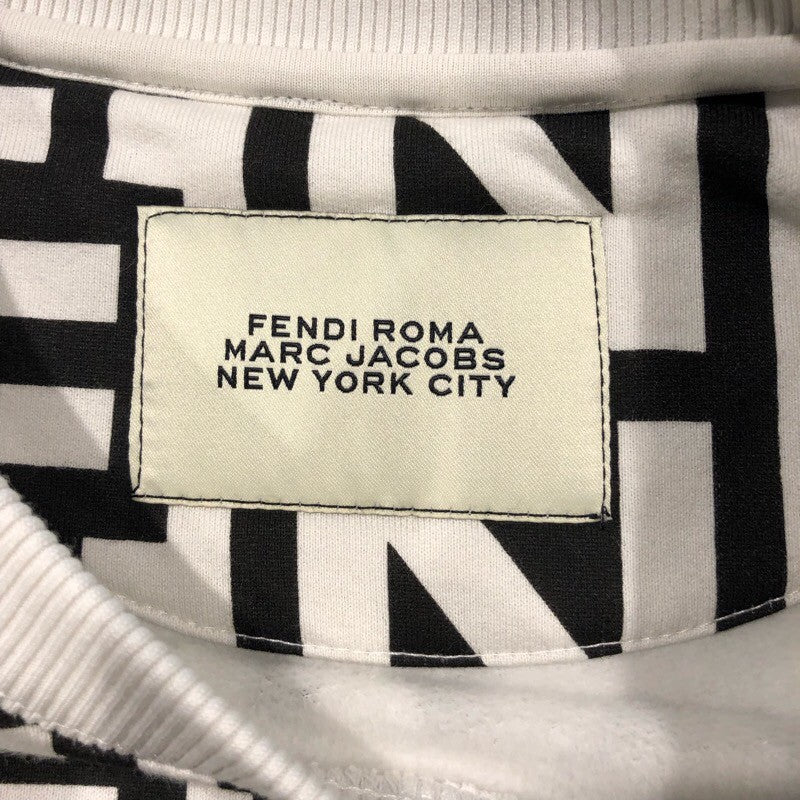 FENDI ROMA
MARC JACOBS
NEW YORK CITY